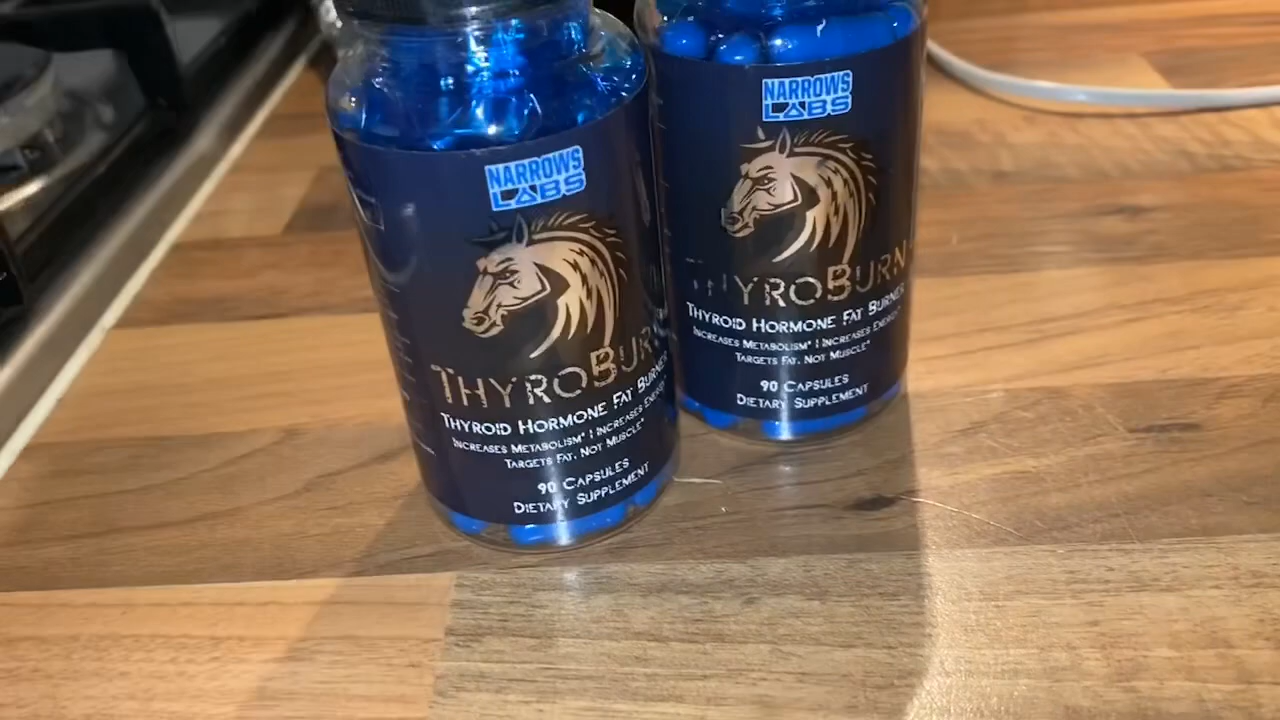 NARROWS
LABS
THYROBURN
THYROID HORMONE FAT BURNER
INCREASES METABOLISM* | INCREASES ENERGY*
TARGETS FAT, NOT MUSCLE*
90 CAPSULES
DIETARY SUPPLEMENT
NARROWS
LABS
THYROBURN
THYROID HORMONE FAT BURNER
INCREASES METABOLISM* | INCREASES ENERGY*
TARGETS FAT, NOT MUSCLE*
90 CAPSULES
DIETARY SUPPLEMENT